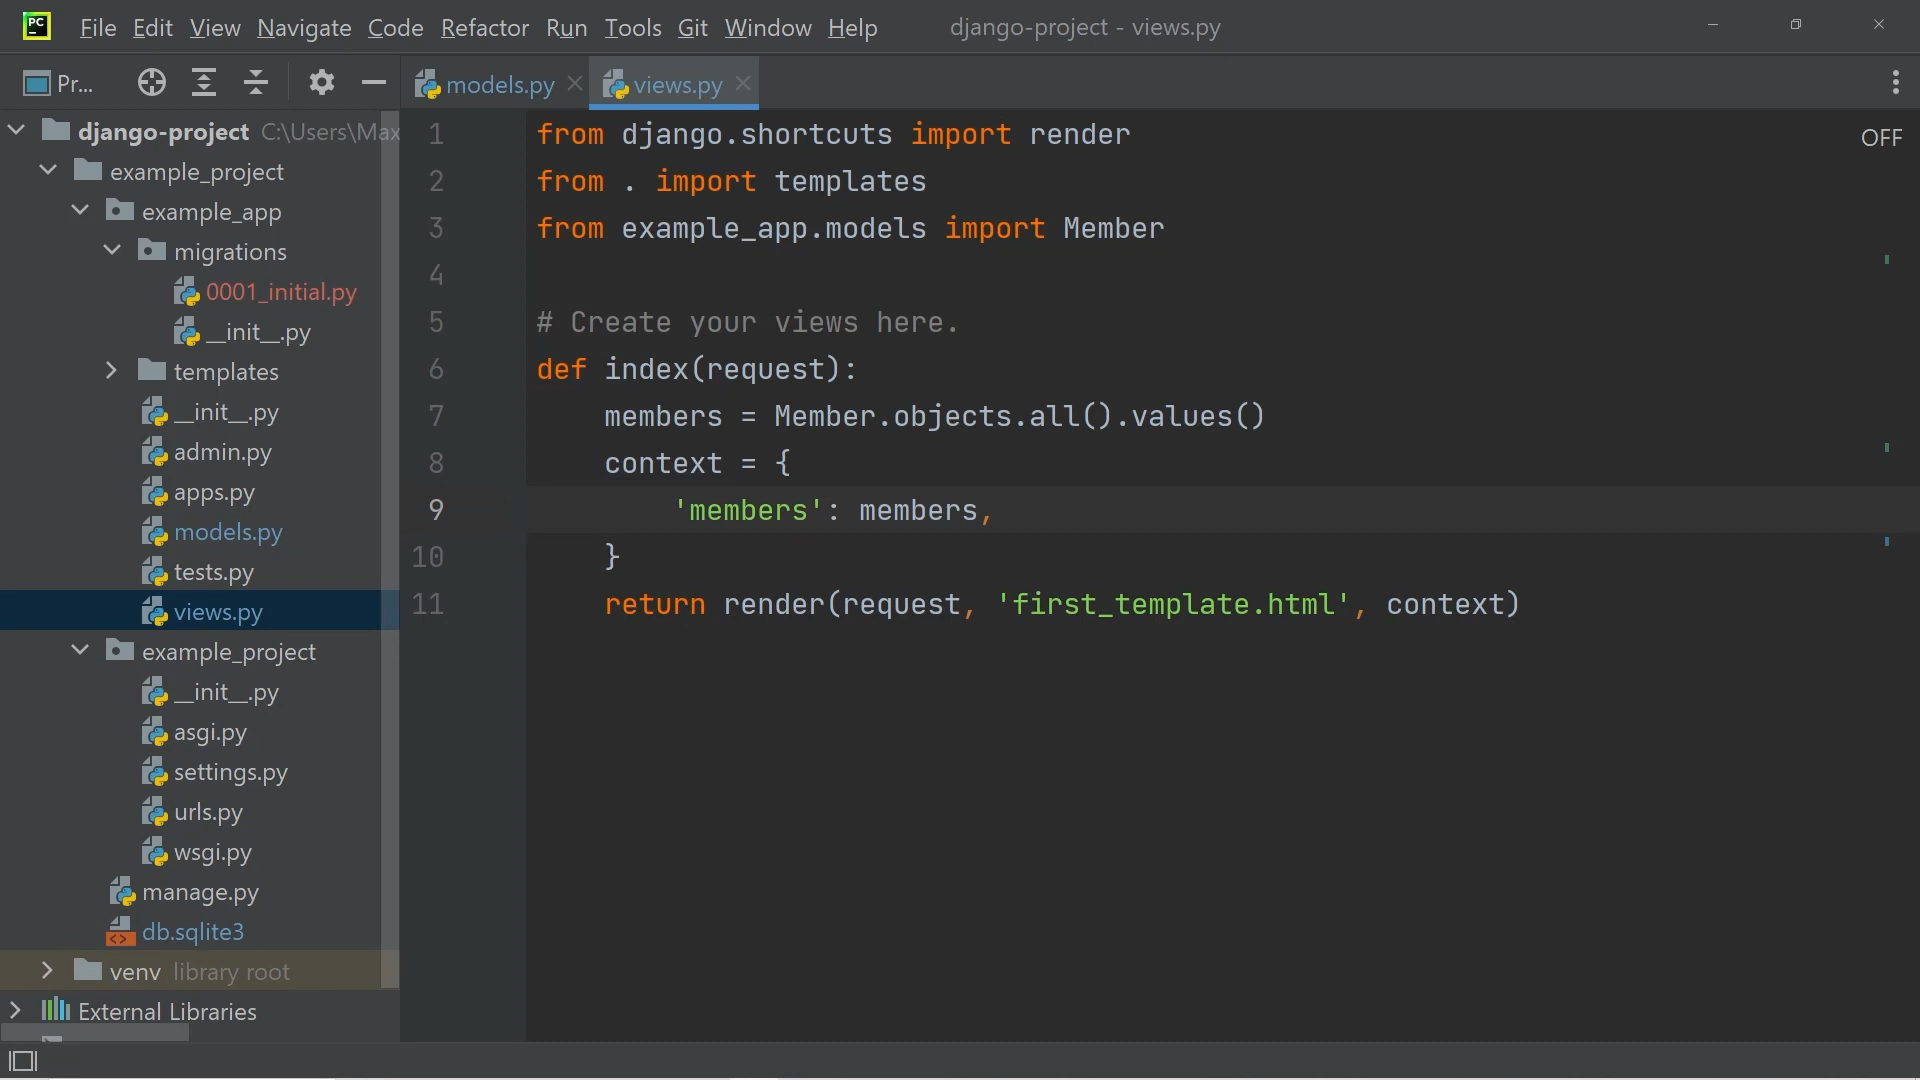 PC File Edit View Navigate Code Refactor Run Tools Git Window Help django-project - views.py
Pr... models.py views.py
django-project C:\Users\Max
example_project
example_app
migrations
0001_initial.py
__init__.py
templates
__init__.py
admin.py
apps.py
models.py
tests.py
views.py
example_project
__init__.py
asgi.py
settings.py
urls.py
wsgi.py
manage.py
db.sqlite3
venv library root
External Libraries
OFF
1 from django.shortcuts import render
2 from . import templates
3 from example_app.models import Member
4
5 # Create your views here.
6 def index(request):
7 members = Member.objects.all().values()
8 context = {
9 'members': members,
10 }
11 return render(request, 'first_template.html', context)